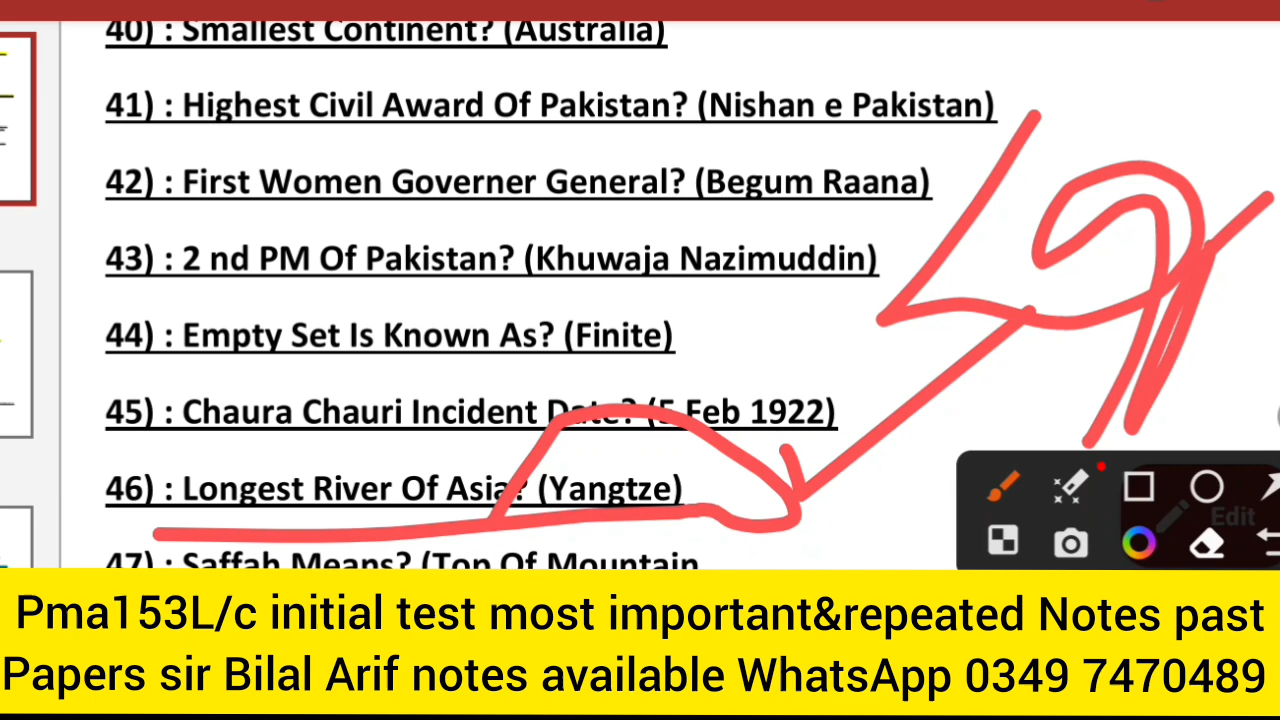 40) : Smallest Continent? (Australia)
41) : Highest Civil Award Of Pakistan? (Nishan e Pakistan)
42) : First Women Governer General? (Begum Raana)
43) : 2 nd PM Of Pakistan? (Khuwaja Nazimuddin)
44) : Empty Set Is Known As? (Finite)
45) : Chaura Chauri Incident Date? (5 Feb 1922)
46) : Longest River Of Asia? (Yangtze)
47) : Saffah Means? (Top Of Mountain
Edit
Pma153L/c initial test most important&repeated Notes past
Papers sir Bilal Arif notes available WhatsApp 0349 7470489